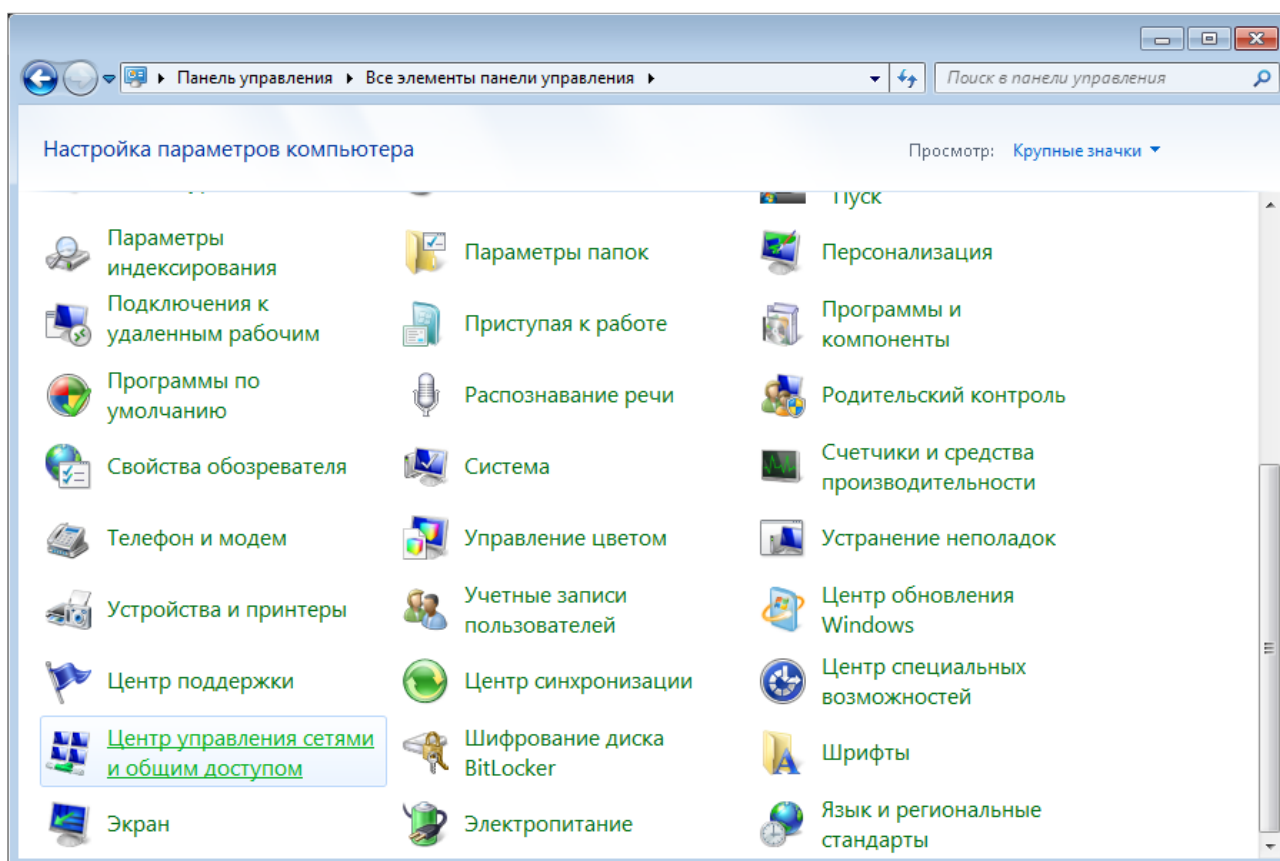 Панель управления Все элементы панели управления
Поиск в панели управления
Настройка параметров компьютера
Просмотр: Крупные значки
Пуск
Параметры
индексирования
Параметры папок
Персонализация
Подключения к
удаленным рабочим
Приступая к работе
Программы и
компоненты
Программы по
умолчанию
Распознавание речи
Родительский контроль
Свойства обозревателя
Система
Счетчики и средства
производительности
Телефон и модем
Управление цветом
Устранение неполадок
Устройства и принтеры
Учетные записи
пользователей
Центр обновления
Windows
Центр поддержки
Центр синхронизации
Центр специальных
возможностей
Центр управления сетями
и общим доступом
Шифрование диска
BitLocker
Шрифты
Экран
Электропитание
Язык и региональные
стандарты